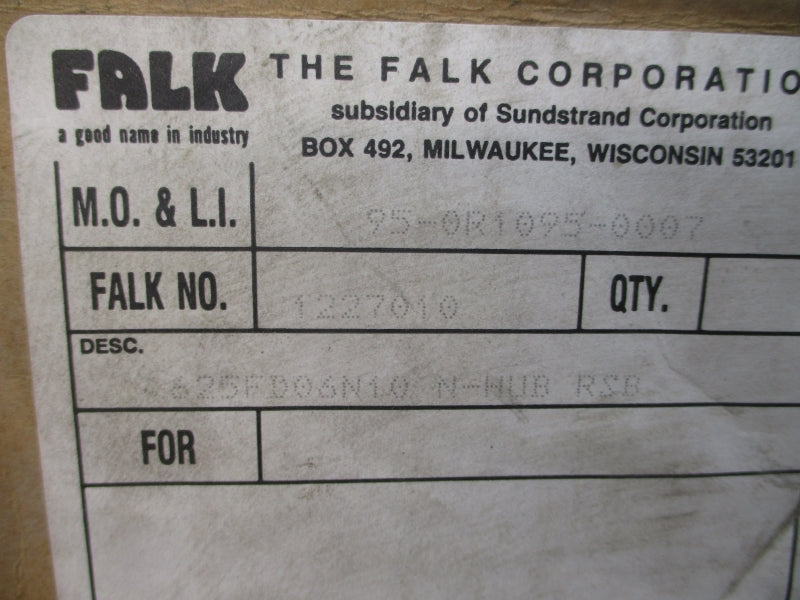 FALK
a good name in industry
THE FALK CORPORATIO
subsidiary of Sundstrand Corporation
BOX 492, MILWAUKEE, WISCONSIN 53201
M.O. & L.I. 95-0R1095-0007
FALK NO. 1227010 QTY.
DESC.
625FD06N10 N-HUB RSB
FOR